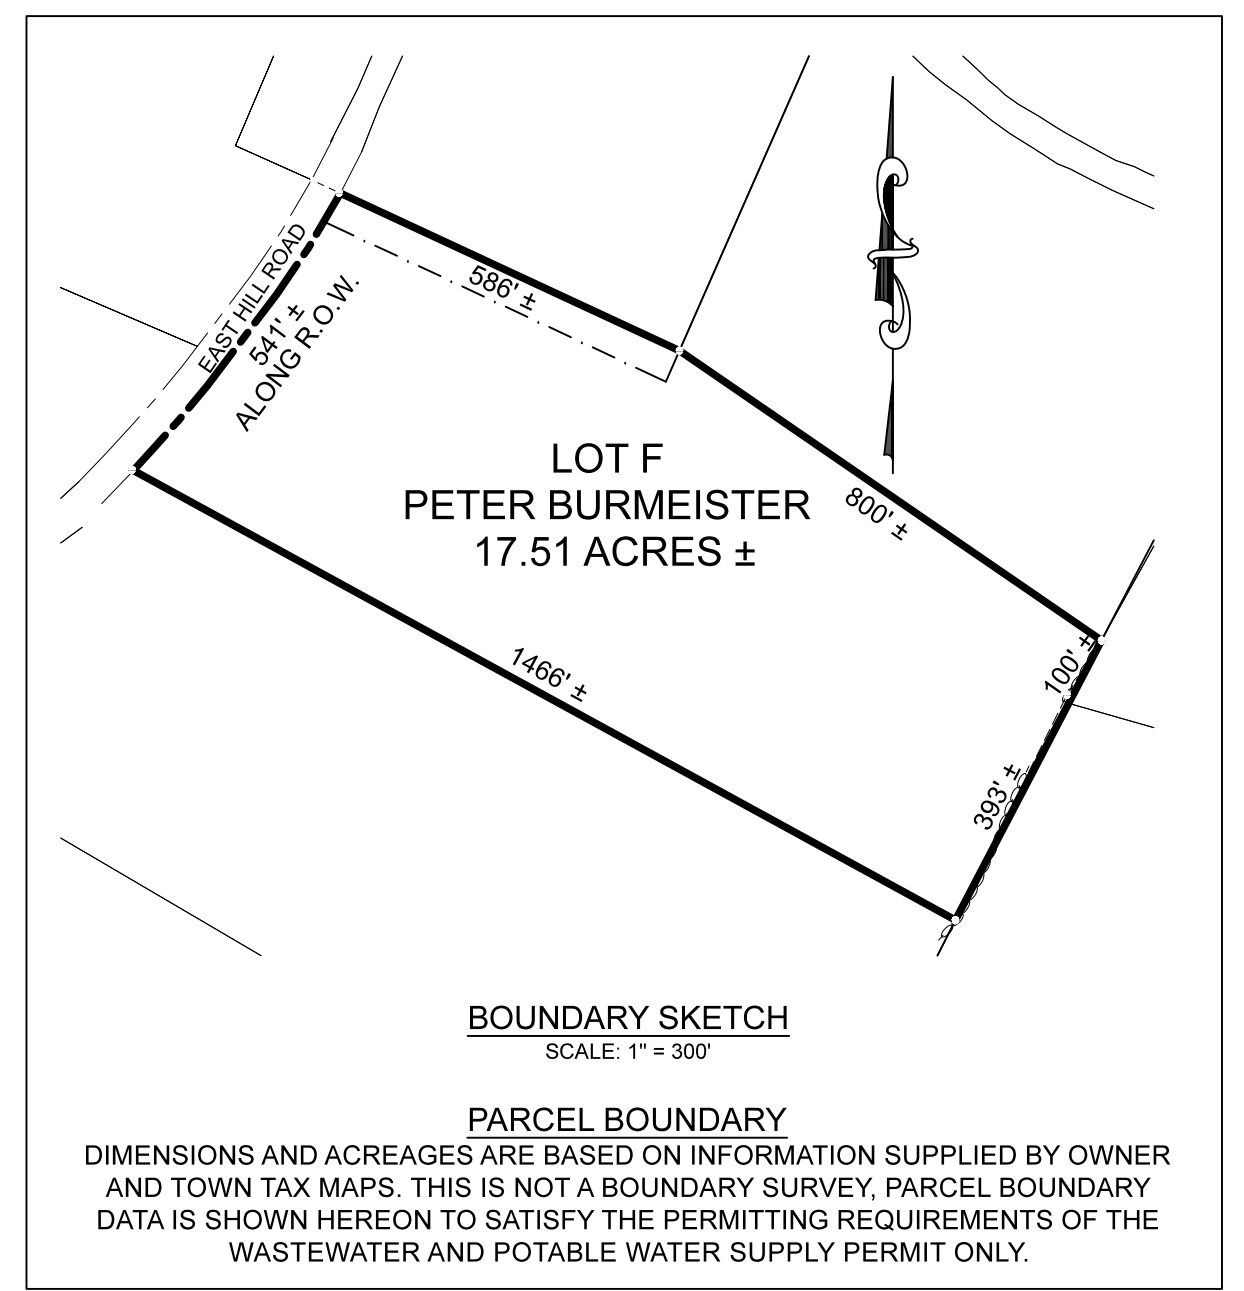 EAST HILL ROAD
541' ±
ALONG R.O.W.
586' ±
LOT F
PETER BURMEISTER
17.51 ACRES ±
800' ±
100' ±
1466' ±
393' ±
BOUNDARY SKETCH
SCALE: 1" = 300'
PARCEL BOUNDARY
DIMENSIONS AND ACREAGES ARE BASED ON INFORMATION SUPPLIED BY OWNER
AND TOWN TAX MAPS. THIS IS NOT A BOUNDARY SURVEY, PARCEL BOUNDARY
DATA IS SHOWN HEREON TO SATISFY THE PERMITTING REQUIREMENTS OF THE
WASTEWATER AND POTABLE WATER SUPPLY PERMIT ONLY.